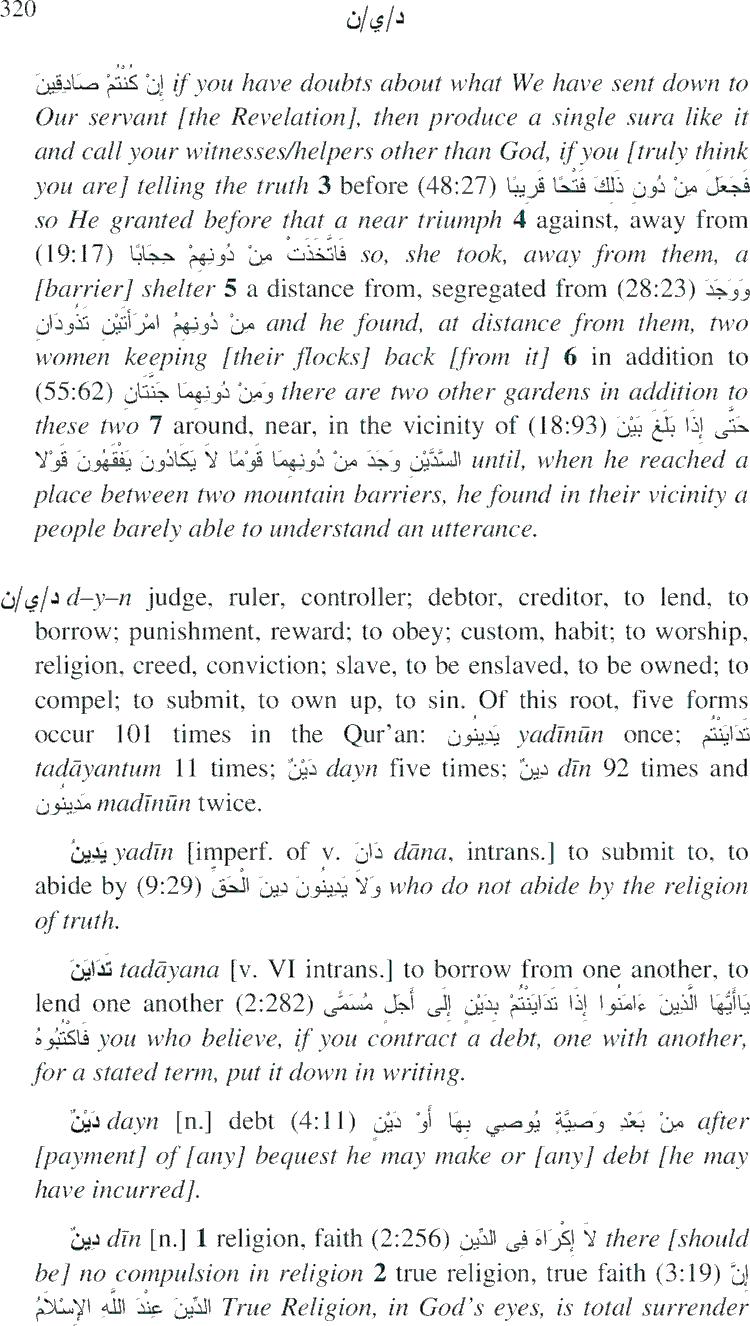 320
د/ي/ن
إِنْ كُنْتُمْ صَادِقِينَ if you have doubts about what We have sent down to
Our servant [the Revelation], then produce a single sura like it
and call your witnesses/helpers other than God, if you [truly think
you are] telling the truth 3 before (48:27) فَجَعَلَ مِنْ دُونِ ذَلِكَ فَتْحًا قَرِيبًا
so He granted before that a near triumph 4 against, away from
(19:17) فَاتَّخَذَتْ مِنْ دُونِهِمْ حِجَابًا so, she took, away from them, a
[barrier] shelter 5 a distance from, segregated from (28:23) وَوَجَدَ
مِنْ دُونِهِمُ امْرَأَتَيْنِ تَذُودَانِ and he found, at distance from them, two
women keeping [their flocks] back [from it] 6 in addition to
(55:62) وَمِنْ دُونِهِمَا جَنَّتَانِ there are two other gardens in addition to
these two 7 around, near, in the vicinity of (18:93) حَتَّى إِذَا بَلَغَ بَيْنَ
السَّدَّيْنِ وَجَدَ مِنْ دُونِهِمَا قَوْمًا لاَ يَكَادُونَ يَفْقَهُونَ قَوْلا until, when he reached a
place between two mountain barriers, he found in their vicinity a
people barely able to understand an utterance.
د/ي/ن d–y–n judge, ruler, controller; debtor, creditor, to lend, to
borrow; punishment, reward; to obey; custom, habit; to worship,
religion, creed, conviction; slave, to be enslaved, to be owned; to
compel; to submit, to own up, to sin. Of this root, five forms
occur 101 times in the Qur’an: يَدِينُون yadīnūn once; تَدَايَنْتُم
tadāyantum 11 times; دَيْنٌ dayn five times; دِينٌ dīn 92 times and
مَدِينُون madīnūn twice.
يَدِينُ yadīn [imperf. of v. دَانَ dāna, intrans.] to submit to, to
abide by (9:29) وَلاَ يَدِينُونَ دِينَ الْحَقِّ who do not abide by the religion
of truth.
تَدَايَنَ tadāyana [v. VI intrans.] to borrow from one another, to
lend one another (2:282) يَاأَيُّهَا الَّذِينَ ءَامَنُوا إِذَا تَدَايَنْتُمْ بِدَيْنٍ إِلَى أَجَلٍ مُسَمًّى
فَاكْتُبُوهُ you who believe, if you contract a debt, one with another,
for a stated term, put it down in writing.
دَيْنٌ dayn [n.] debt (4:11) مِنْ بَعْدِ وَصِيَّةٍ يُوصِي بِهَا أَوْ دَيْنٍ after
[payment] of [any] bequest he may make or [any] debt [he may
have incurred].
دِينٌ dīn [n.] 1 religion, faith (2:256) لاَ إِكْرَاهَ فِى الدِّينِ there [should
be] no compulsion in religion 2 true religion, true faith (3:19) إِنَّ
الدِّينَ عِنْدَ اللَّهِ الإِسْلاَمُ True Religion, in God’s eyes, is total surrender